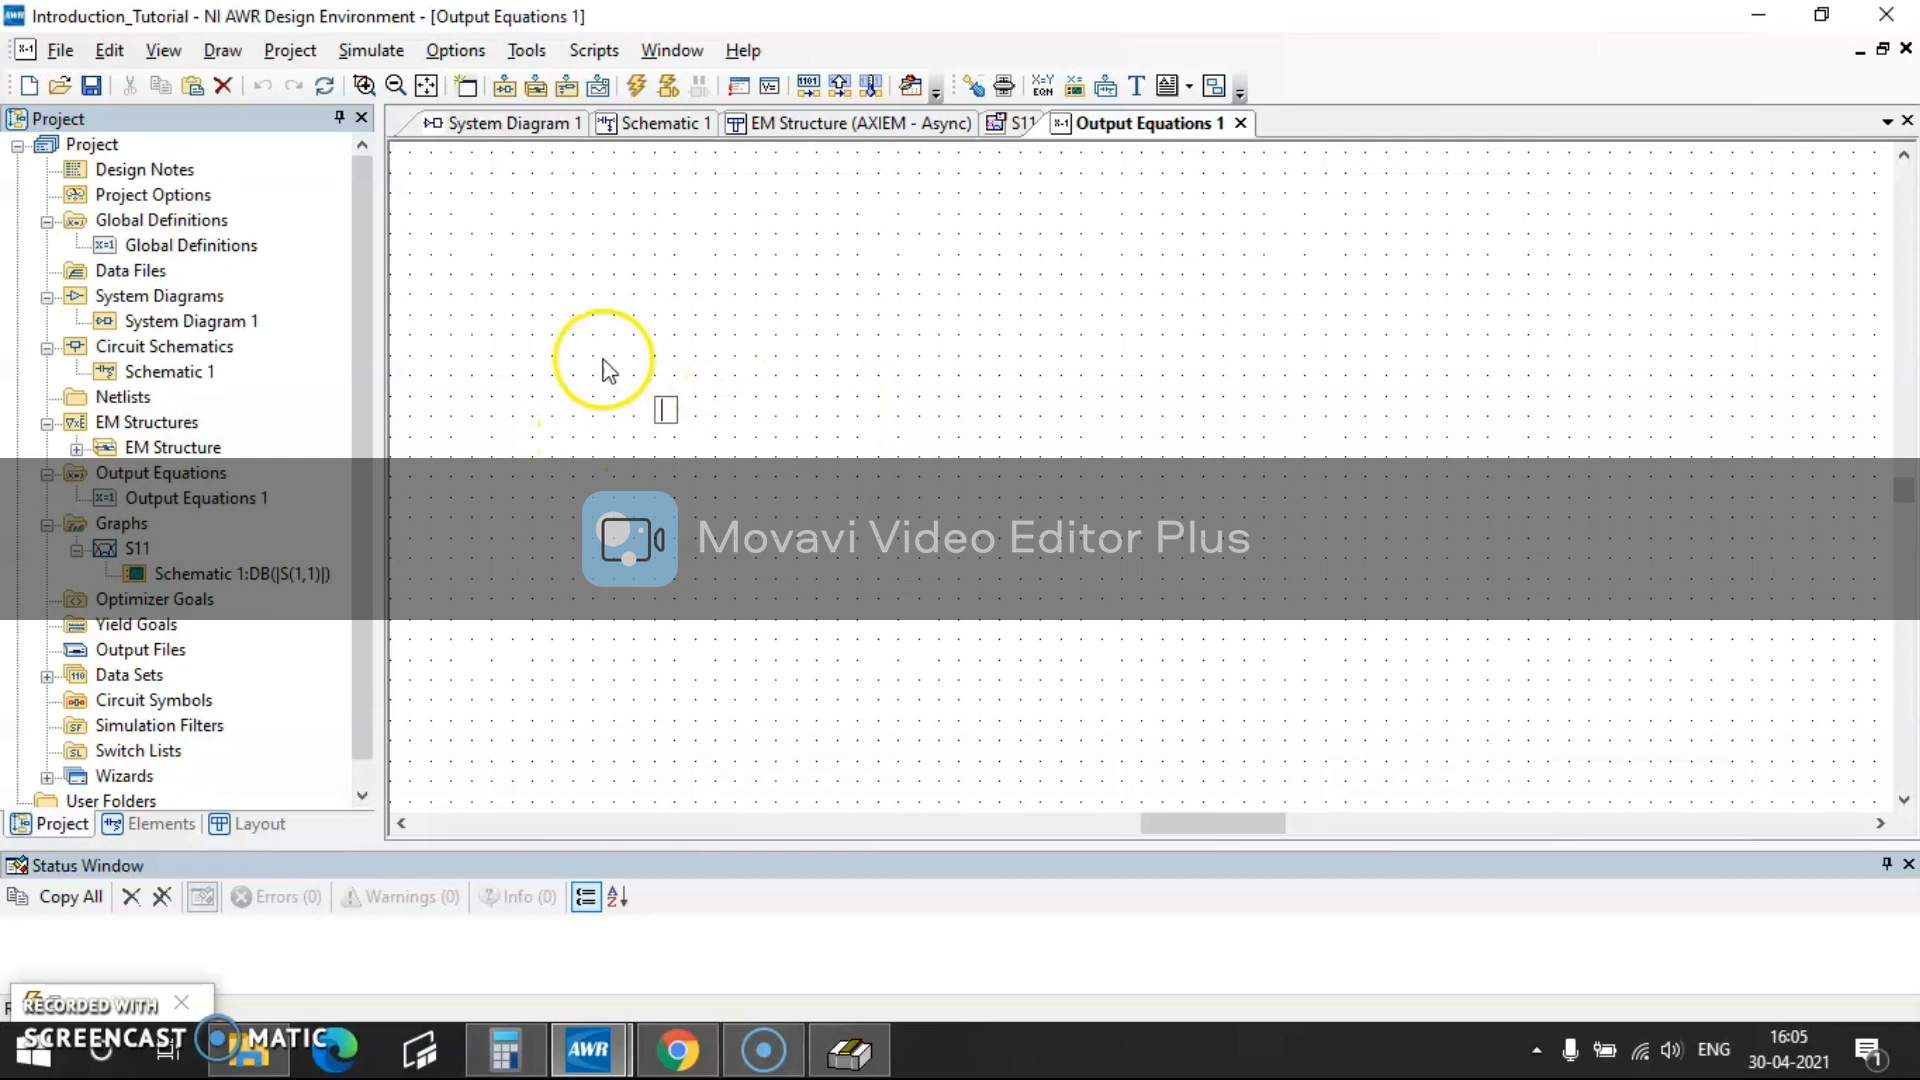 Introduction_Tutorial - NI AWR Design Environment - [Output Equations 1]
File Edit View Draw Project Simulate Options Tools Scripts Window Help
Project
System Diagram 1 Schematic 1 EM Structure (AXIEM - Async) S11 Output Equations 1
Project
Design Notes
Project Options
Global Definitions
Global Definitions
Data Files
System Diagrams
System Diagram 1
Circuit Schematics
Schematic 1
Netlists
EM Structures
EM Structure
Output Equations
Output Equations 1
Graphs
S11
Schematic 1:DB(|S(1,1)|)
Optimizer Goals
Yield Goals
Output Files
Data Sets
Circuit Symbols
Simulation Filters
Switch Lists
Wizards
User Folders
Movavi Video Editor Plus
Project Elements Layout
Status Window
Copy All Errors (0) Warnings (0) Info (0)
RECORDED WITH
SCREENCAST MATIC
AWR
ENG
16:05
30-04-2021
1